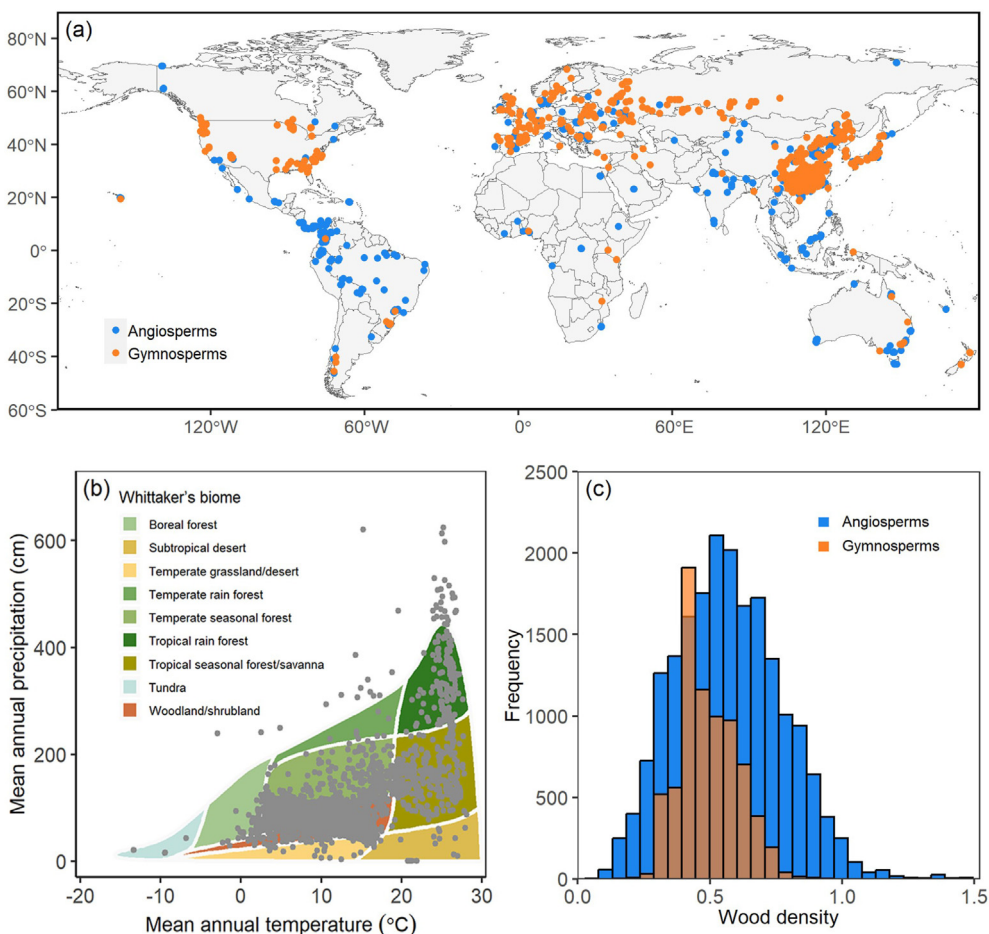 (a)
80°N
60°N
40°N
20°N
0°
20°S
40°S
60°S
Angiosperms
Gymnosperms
120°W
60°W
0°
60°E
120°E
(b)
Whittaker's biome
Boreal forest
Subtropical desert
Temperate grassland/desert
Temperate rain forest
Temperate seasonal forest
Tropical rain forest
Tropical seasonal forest/savanna
Tundra
Woodland/shrubland
Mean annual precipitation (cm)
600
400
200
0
-20
-10
0
10
20
30
Mean annual temperature (°C)
(c)
Angiosperms
Gymnosperms
Frequency
2500
2000
1500
1000
500
0
0.0
0.5
1.0
1.5
Wood density